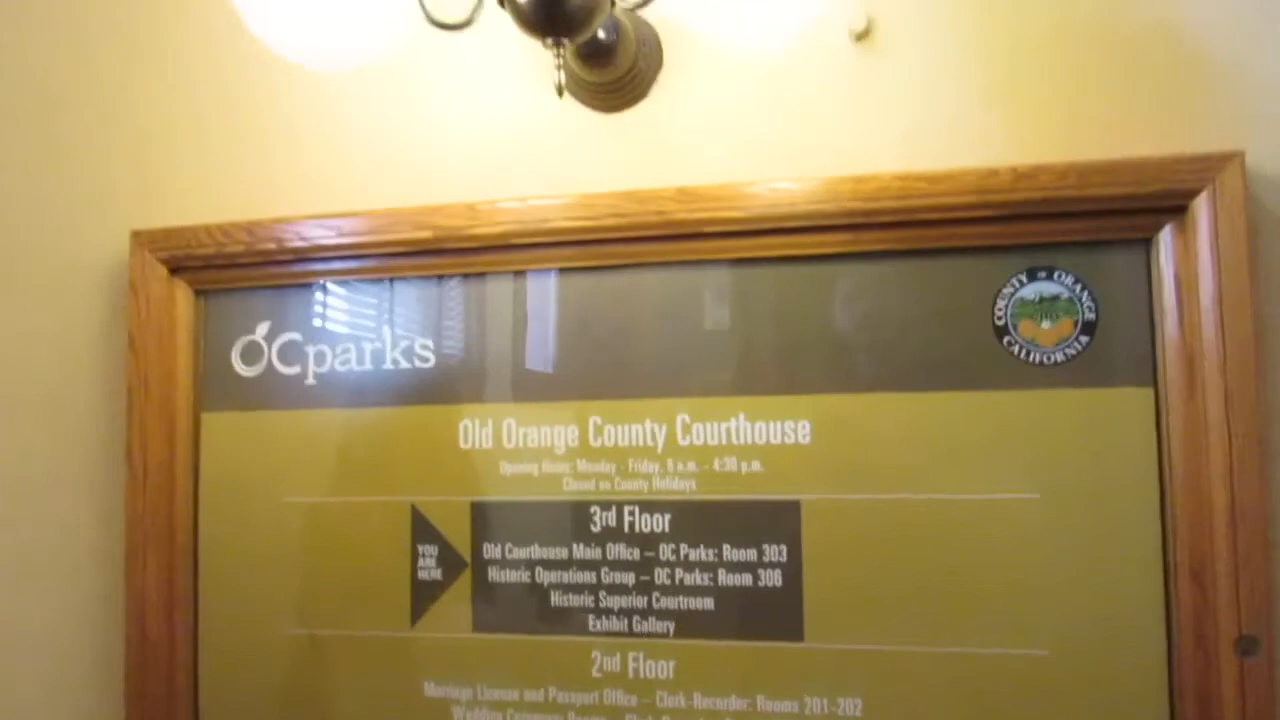 OCparks
COUNTY OF ORANGE
CALIFORNIA
Old Orange County Courthouse
Opening Hours: Monday - Friday, 8 a.m. - 4:30 p.m.
Closed on County Holidays
YOU
ARE
HERE
3rd Floor
Old Courthouse Main Office – OC Parks: Room 303
Historic Operations Group – OC Parks: Room 306
Historic Superior Courtroom
Exhibit Gallery
2nd Floor
Marriage License and Passport Office – Clerk-Recorder: Rooms 201-202
Wedding Ceremony